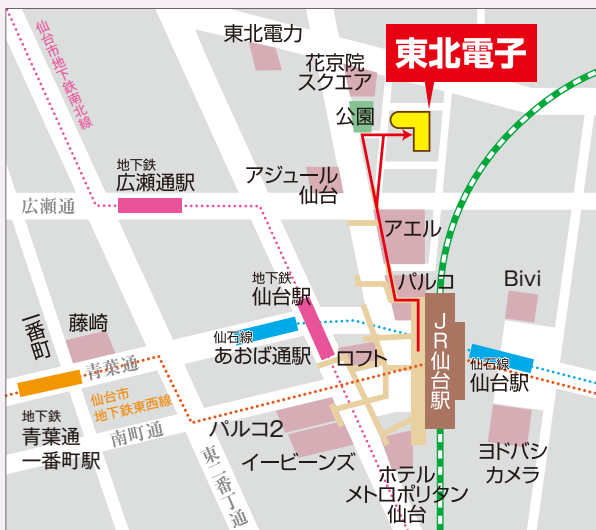 仙台市地下鉄南北線
東北電力
花京院
スクエア
東北電子
公園
地下鉄
広瀬通駅
アジュール
仙台
広瀬通
アエル
地下鉄
仙台駅
パルコ
Bivi
一番町
藤崎
仙石線
あおば通駅
ロフト
JR仙台駅
仙石線
仙台駅
青葉通
仙台市
地下鉄東西線
地下鉄
青葉通
一番町駅
南町通
東二番丁通
パルコ2
イービーンズ
ホテル
メトロポリタン
仙台
ヨドバシ
カメラ